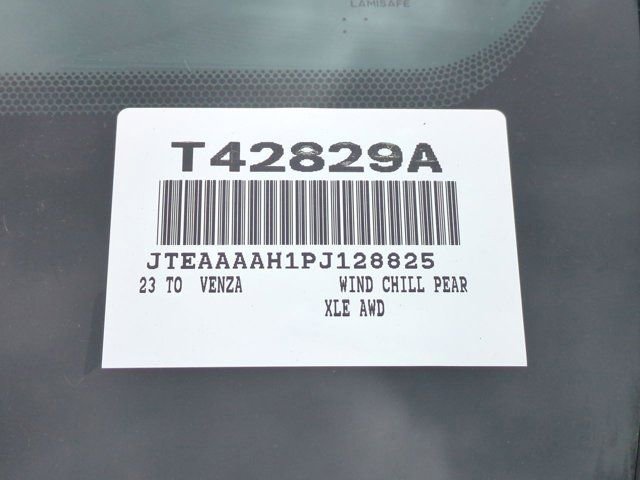 LAMISAFE
T42829A
JTEAAAAH1PJ128825
23 TO VENZA WIND CHILL PEAR
XLE AWD